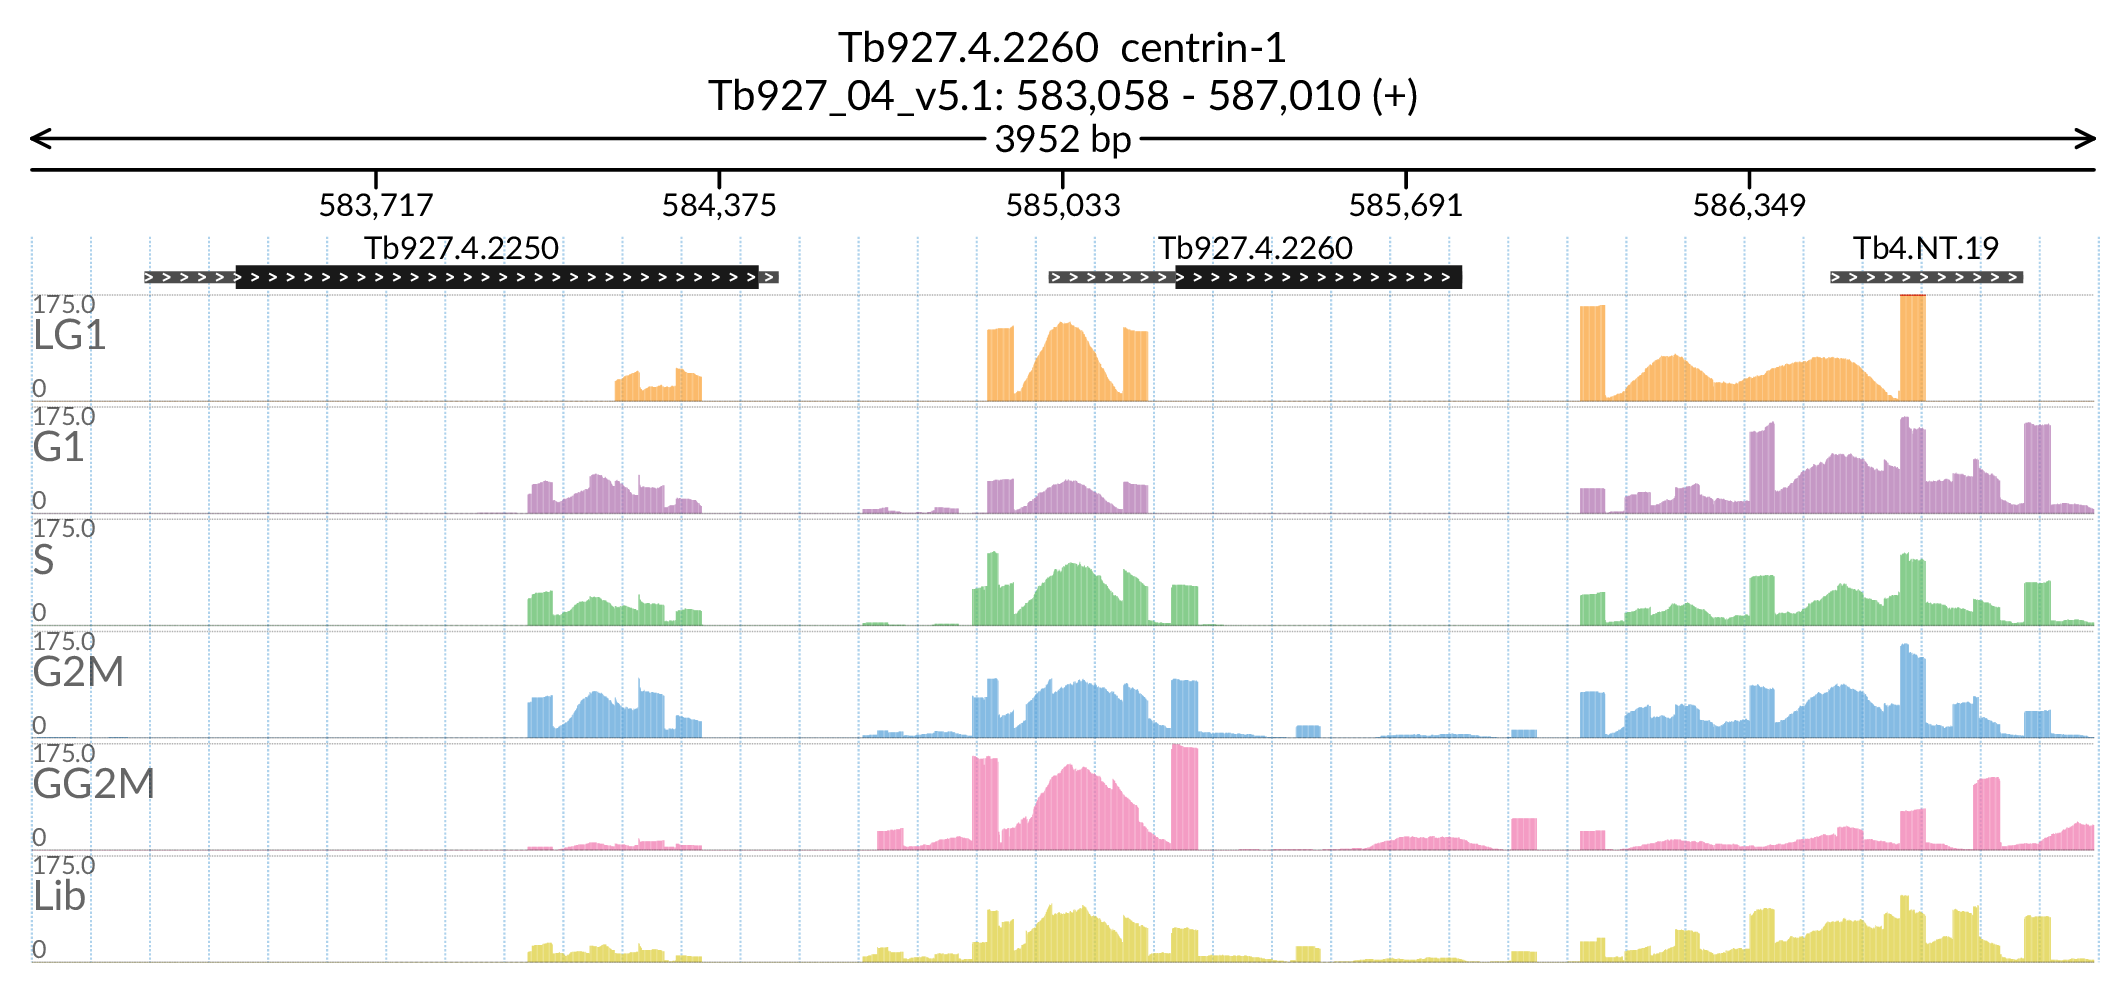 Tb927.4.2260 centrin-1
Tb927_04_v5.1: 583,058 - 587,010 (+)
3952 bp
583,717 584,375 585,033 585,691 586,349
Tb927.4.2250 Tb927.4.2260 Tb4.NT.19
175.0
LG1
0
175.0
G1
0
175.0
S
0
175.0
G2M
0
175.0
GG2M
0
175.0
Lib
0